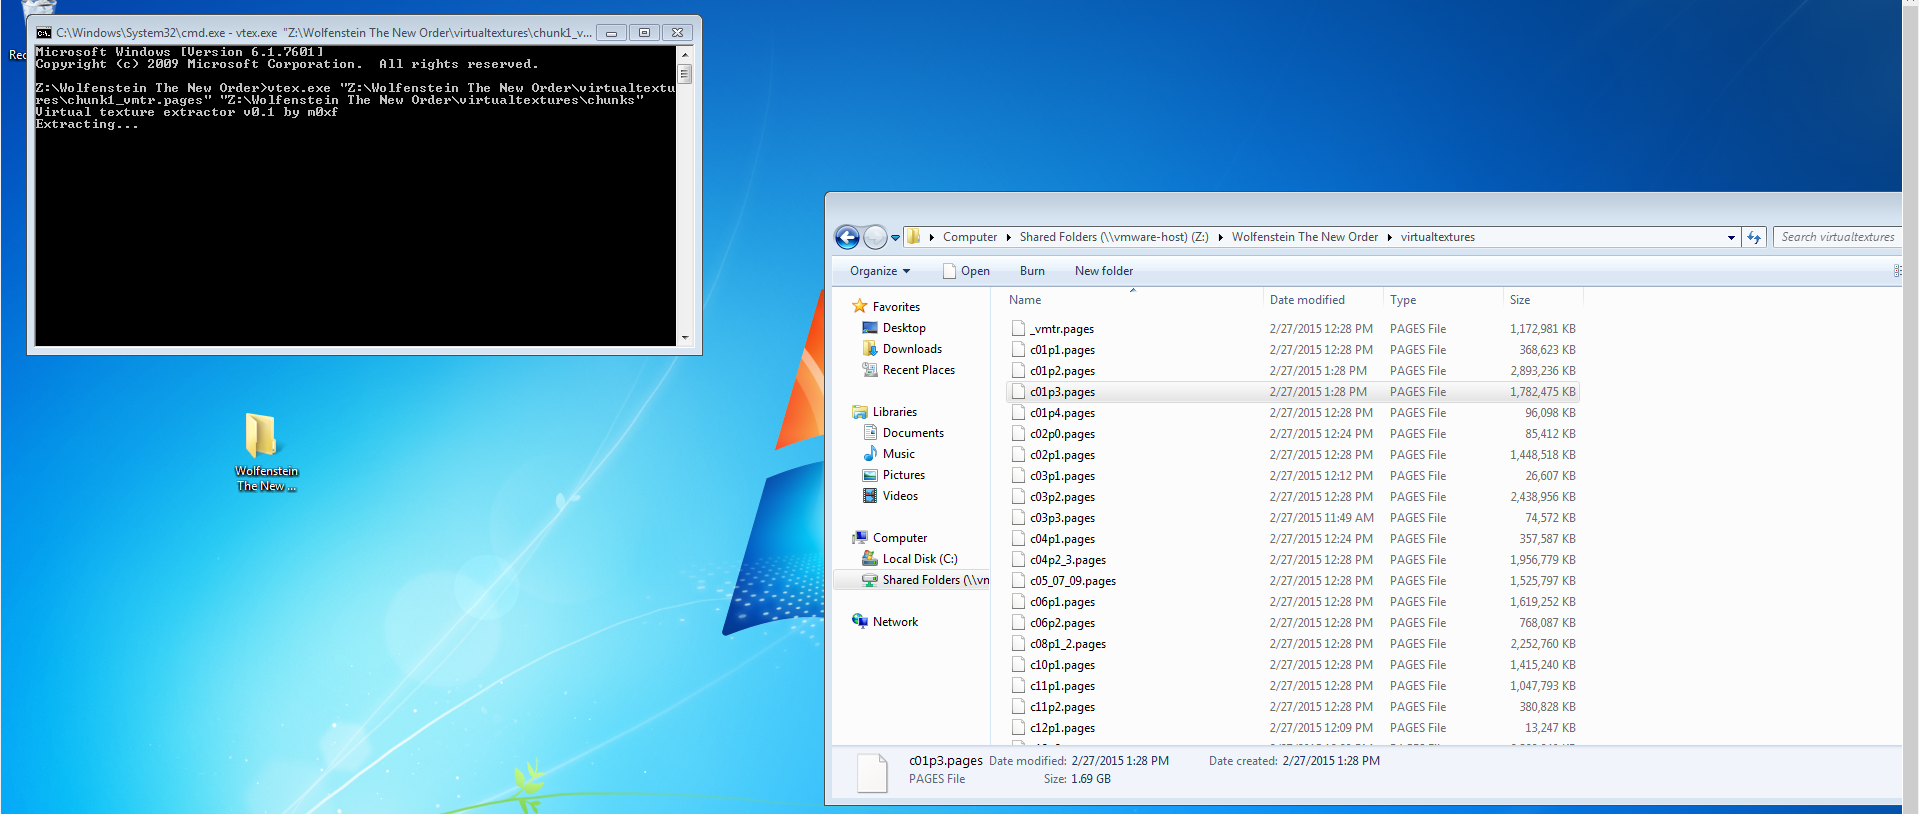 Rec
C:\Windows\System32\cmd.exe - vtex.exe "Z:\Wolfenstein The New Order\virtualtextures\chunk1_v...
Microsoft Windows [Version 6.1.7601]
Copyright (c) 2009 Microsoft Corporation.  All rights reserved.
Z:\Wolfenstein The New Order>vtex.exe "Z:\Wolfenstein The New Order\virtualtextu
res\chunk1_vmtr.pages" "Z:\Wolfenstein The New Order\virtualtextures\chunks"
Virtual texture extractor v0.1 by m0xf
Extracting...
Wolfenstein
The New ...
Computer Shared Folders (\\vmware-host) (Z:) Wolfenstein The New Order virtualtextures Search virtualtextures
Organize Open Burn New folder
Favorites
Desktop
Downloads
Recent Places
Libraries
Documents
Music
Pictures
Videos
Computer
Local Disk (C:)
Shared Folders (\\vn
Network
Name Date modified Type Size
_vmtr.pages 2/27/2015 12:28 PM PAGES File 1,172,981 KB
c01p1.pages 2/27/2015 12:28 PM PAGES File 368,623 KB
c01p2.pages 2/27/2015 1:28 PM PAGES File 2,893,236 KB
c01p3.pages 2/27/2015 1:28 PM PAGES File 1,782,475 KB
c01p4.pages 2/27/2015 12:28 PM PAGES File 96,098 KB
c02p0.pages 2/27/2015 12:24 PM PAGES File 85,412 KB
c02p1.pages 2/27/2015 12:28 PM PAGES File 1,448,518 KB
c03p1.pages 2/27/2015 12:12 PM PAGES File 26,607 KB
c03p2.pages 2/27/2015 12:28 PM PAGES File 2,438,956 KB
c03p3.pages 2/27/2015 11:49 AM PAGES File 74,572 KB
c04p1.pages 2/27/2015 12:24 PM PAGES File 357,587 KB
c04p2_3.pages 2/27/2015 12:28 PM PAGES File 1,956,779 KB
c05_07_09.pages 2/27/2015 12:28 PM PAGES File 1,525,797 KB
c06p1.pages 2/27/2015 12:28 PM PAGES File 1,619,252 KB
c06p2.pages 2/27/2015 12:28 PM PAGES File 768,087 KB
c08p1_2.pages 2/27/2015 12:28 PM PAGES File 2,252,760 KB
c10p1.pages 2/27/2015 12:28 PM PAGES File 1,415,240 KB
c11p1.pages 2/27/2015 12:28 PM PAGES File 1,047,793 KB
c11p2.pages 2/27/2015 12:28 PM PAGES File 380,828 KB
c12p1.pages 2/27/2015 12:09 PM PAGES File 13,247 KB
c01p3.pages Date modified: 2/27/2015 1:28 PM Date created: 2/27/2015 1:28 PM
PAGES File Size: 1.69 GB